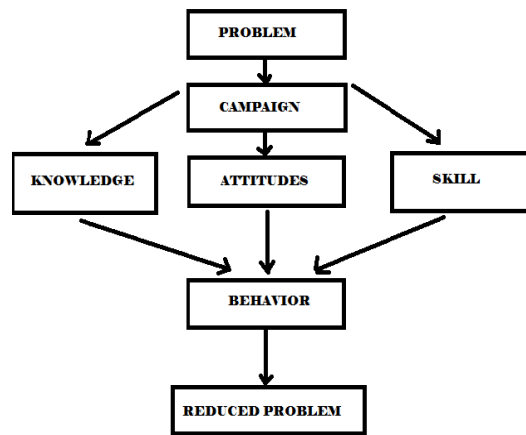 PROBLEM
CAMPAIGN
KNOWLEDGE
ATTITUDES
SKILL
BEHAVIOR
REDUCED PROBLEM